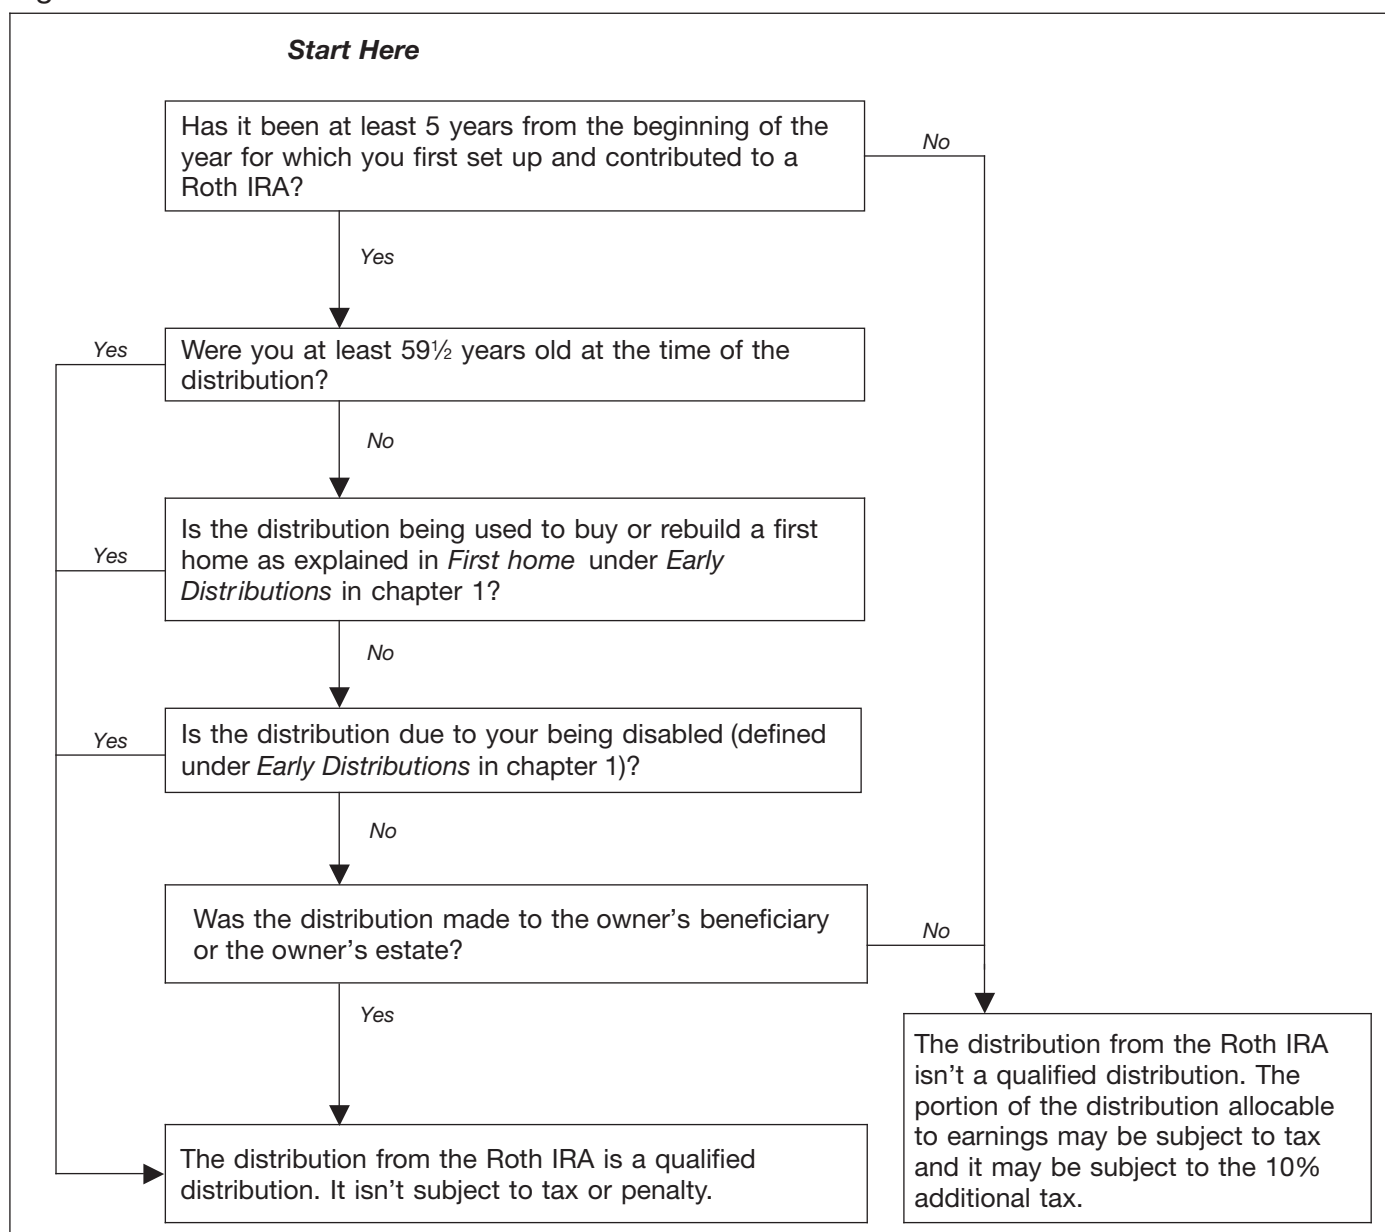 Start Here
Has it been at least 5 years from the beginning of the
year for which you first set up and contributed to a
Roth IRA?
No
Yes
Yes
Were you at least 59½ years old at the time of the
distribution?
No
Is the distribution being used to buy or rebuild a first
home as explained in First home under Early
Distributions in chapter 1?
Yes
No
Is the distribution due to your being disabled (defined
under Early Distributions in chapter 1)?
Yes
No
Was the distribution made to the owner’s beneficiary
or the owner’s estate?
No
Yes
The distribution from the Roth IRA
isn’t a qualified distribution. The
portion of the distribution allocable
to earnings may be subject to tax
and it may be subject to the 10%
additional tax.
The distribution from the Roth IRA is a qualified
distribution. It isn’t subject to tax or penalty.